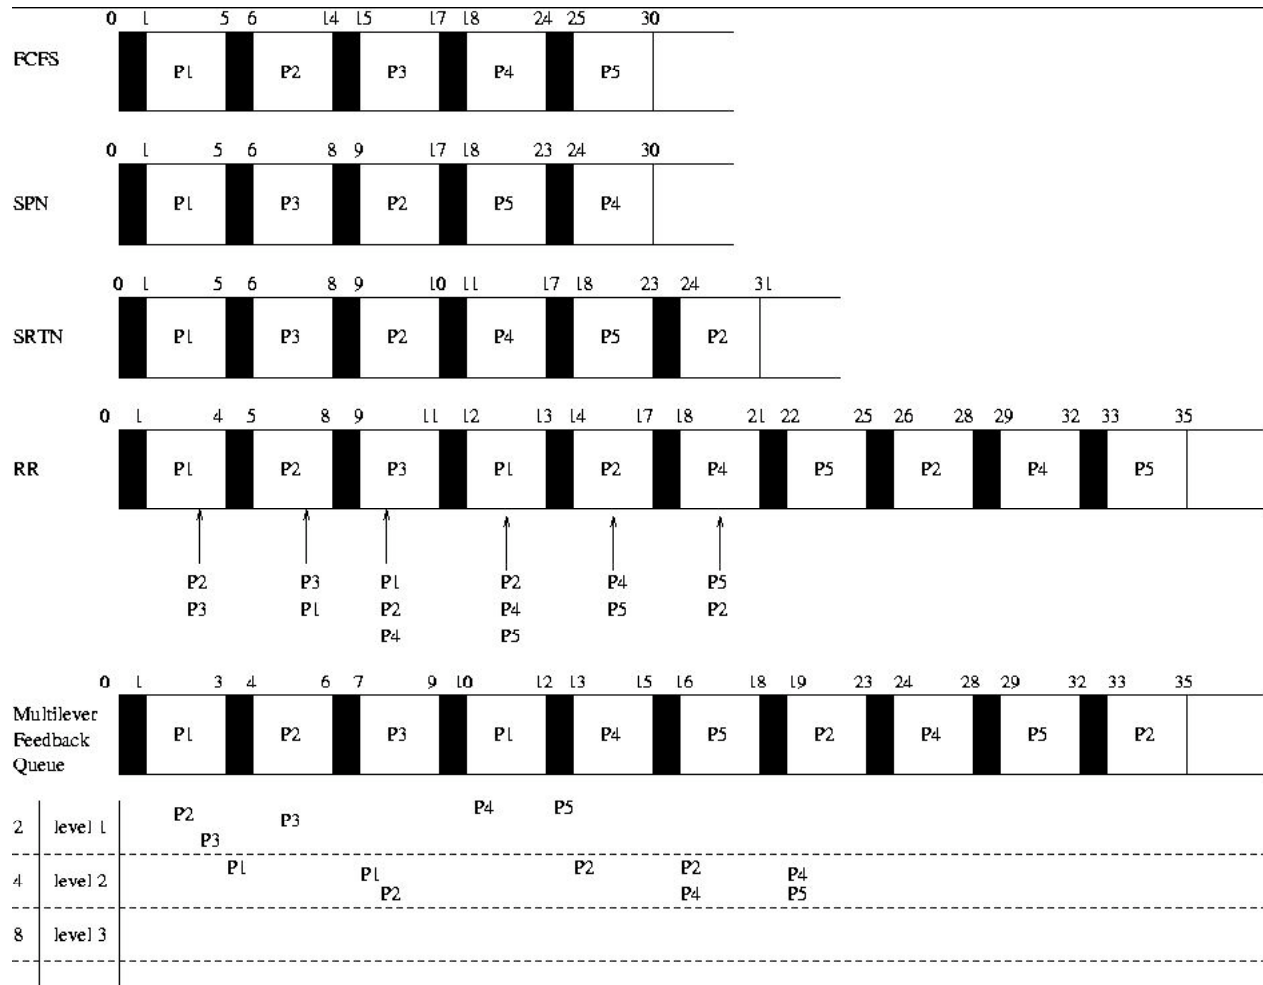 0 1 5 6 14 15 17 18 24 25 30
FCFS P1 P2 P3 P4 P5
0 1 5 6 8 9 17 18 23 24 30
SPN P1 P3 P2 P5 P4
0 1 5 6 8 9 10 11 17 18 23 24 31
SRTN P1 P3 P2 P4 P5 P2
0 1 4 5 8 9 11 12 13 14 17 18 21 22 25 26 28 29 32 33 35
RR P1 P2 P3 P1 P2 P4 P5 P2 P4 P5
P2 P3 P1 P2 P4 P5
P3 P1 P2 P4 P5 P2
P4 P5
0 1 3 4 6 7 9 10 12 13 15 16 18 19 23 24 28 29 32 33 35
Multilever
Feedback
Queue
P1 P2 P3 P1 P4 P5 P2 P4 P5 P2
2 level 1 P2 P3 P4 P5
P3
4 level 2 P1 P1 P2 P2 P4
P2 P4 P5
8 level 3